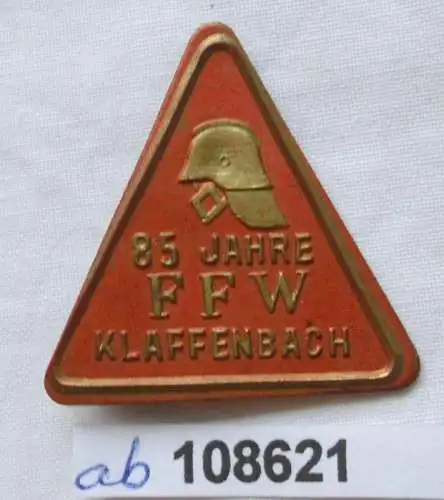 85 JAHRE
FFW
KLAFFENBACH
ab 108621